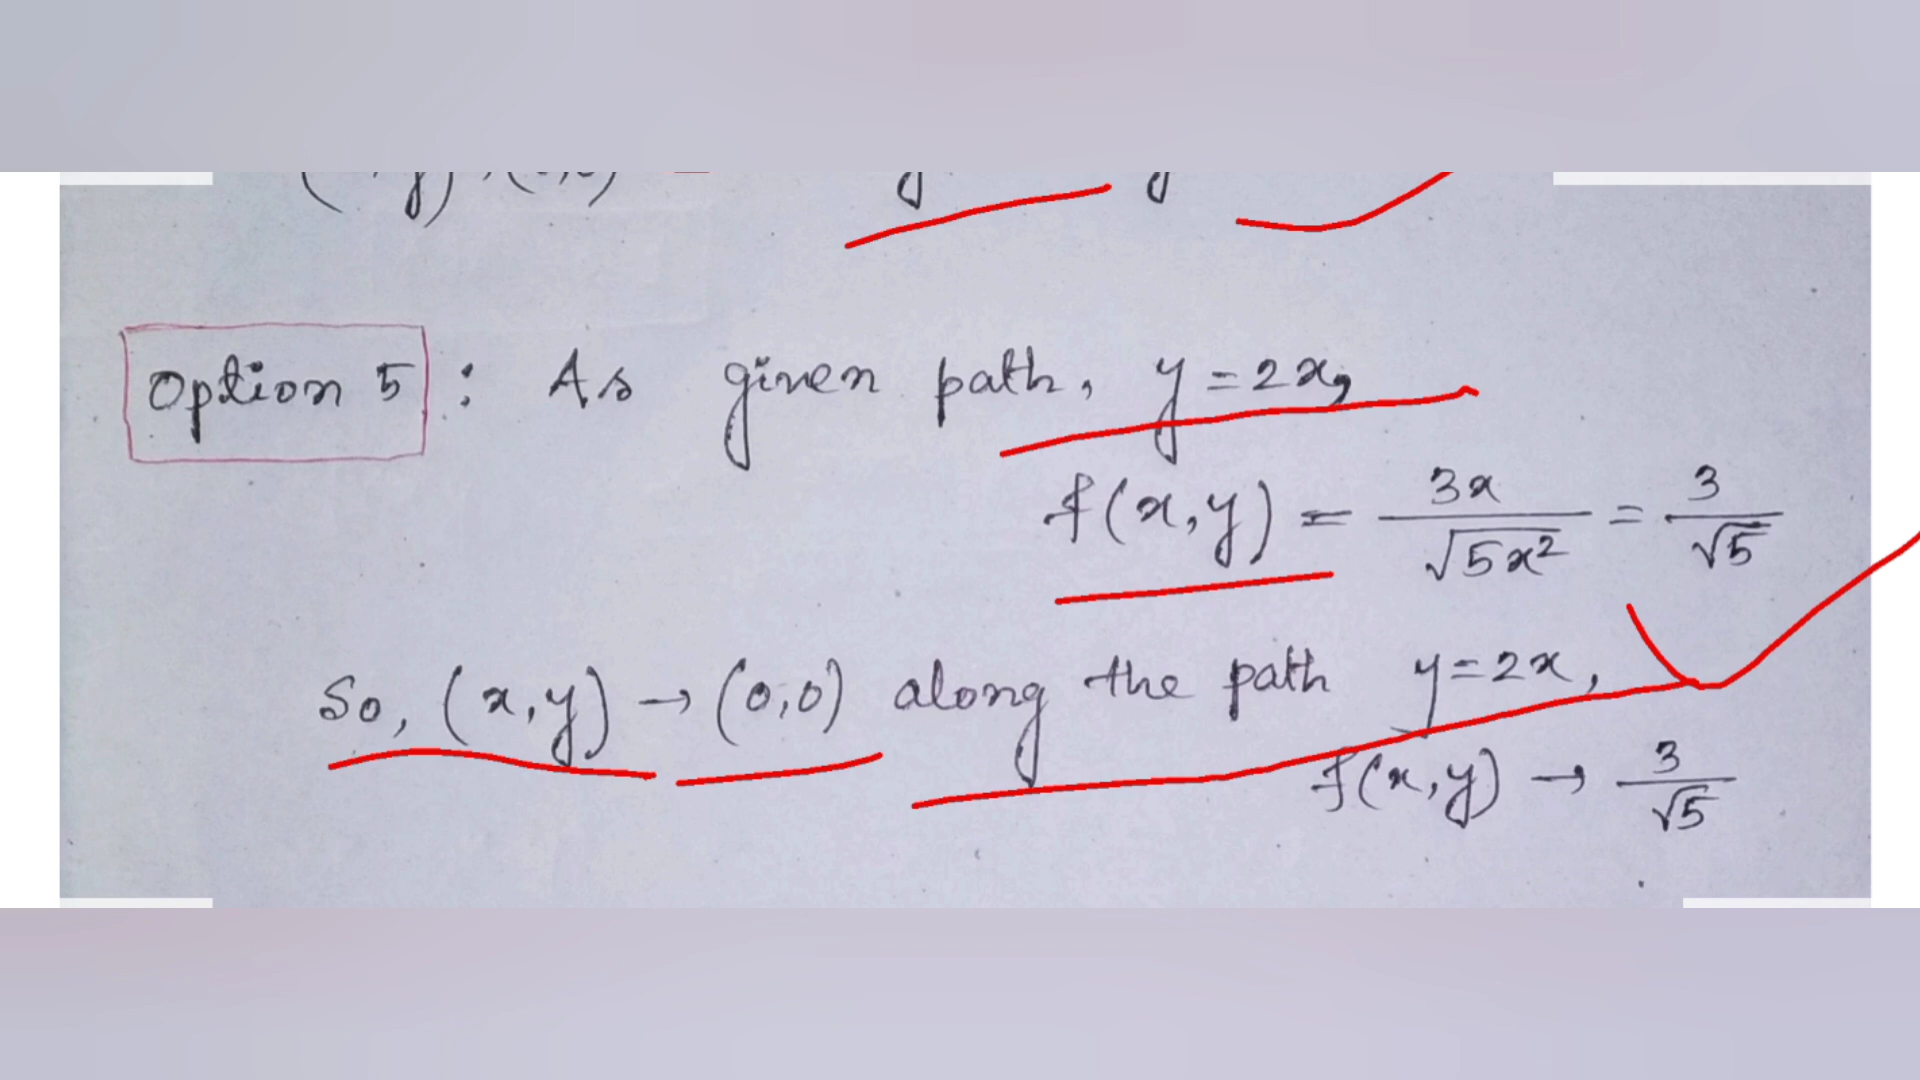 Option 5 : As given path, y = 2x,
f(x,y) = 3x/√5x² = 3/√5
So, (x,y) → (0,0) along the path y = 2x,
f(x,y) → 3/√5